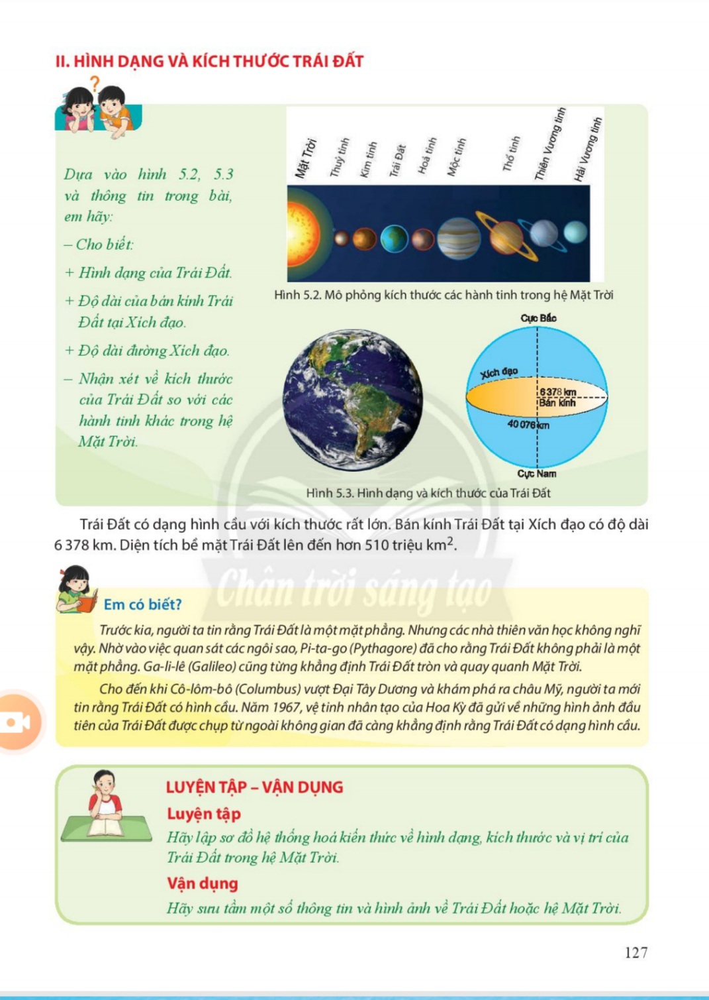 II. HÌNH DẠNG VÀ KÍCH THƯỚC TRÁI ĐẤT
?
Dựa vào hình 5.2, 5.3
và thông tin trong bài,
em hãy:
– Cho biết:
+ Hình dạng của Trái Đất.
+ Độ dài của bán kính Trái
Đất tại Xích đạo.
+ Độ dài đường Xích đạo.
– Nhận xét về kích thước
của Trái Đất so với các
hành tinh khác trong hệ
Mặt Trời.
Mặt Trời
Thuỷ tinh
Kim tinh
Trái Đất
Hoả tinh
Mộc tinh
Thổ tinh
Thiên Vương tinh
Hải Vương tinh
Hình 5.2. Mô phỏng kích thước các hành tinh trong hệ Mặt Trời
Cực Bắc
Xích đạo
6 378 km
Bán kính
40 076 km
Cực Nam
Hình 5.3. Hình dạng và kích thước của Trái Đất
Trái Đất có dạng hình cầu với kích thước rất lớn. Bán kính Trái Đất tại Xích đạo có độ dài
6 378 km. Diện tích bề mặt Trái Đất lên đến hơn 510 triệu km².
Chân trời sáng tạo
Em có biết?
Trước kia, người ta tin rằng Trái Đất là một mặt phẳng. Nhưng các nhà thiên văn học không nghĩ
vậy. Nhờ vào việc quan sát các ngôi sao, Pi-ta-go (Pythagore) đã cho rằng Trái Đất không phải là một
mặt phẳng. Ga-li-lê (Galileo) cũng từng khẳng định Trái Đất tròn và quay quanh Mặt Trời.
Cho đến khi Cô-lôm-bô (Columbus) vượt Đại Tây Dương và khám phá ra châu Mỹ, người ta mới
tin rằng Trái Đất có hình cầu. Năm 1967, vệ tinh nhân tạo của Hoa Kỳ đã gửi về những hình ảnh đầu
tiên của Trái Đất được chụp từ ngoài không gian đã càng khẳng định rằng Trái Đất có dạng hình cầu.
LUYỆN TẬP – VẬN DỤNG
Luyện tập
Hãy lập sơ đồ hệ thống hoá kiến thức về hình dạng, kích thước và vị trí của
Trái Đất trong hệ Mặt Trời.
Vận dụng
Hãy sưu tầm một số thông tin và hình ảnh về Trái Đất hoặc hệ Mặt Trời.
127